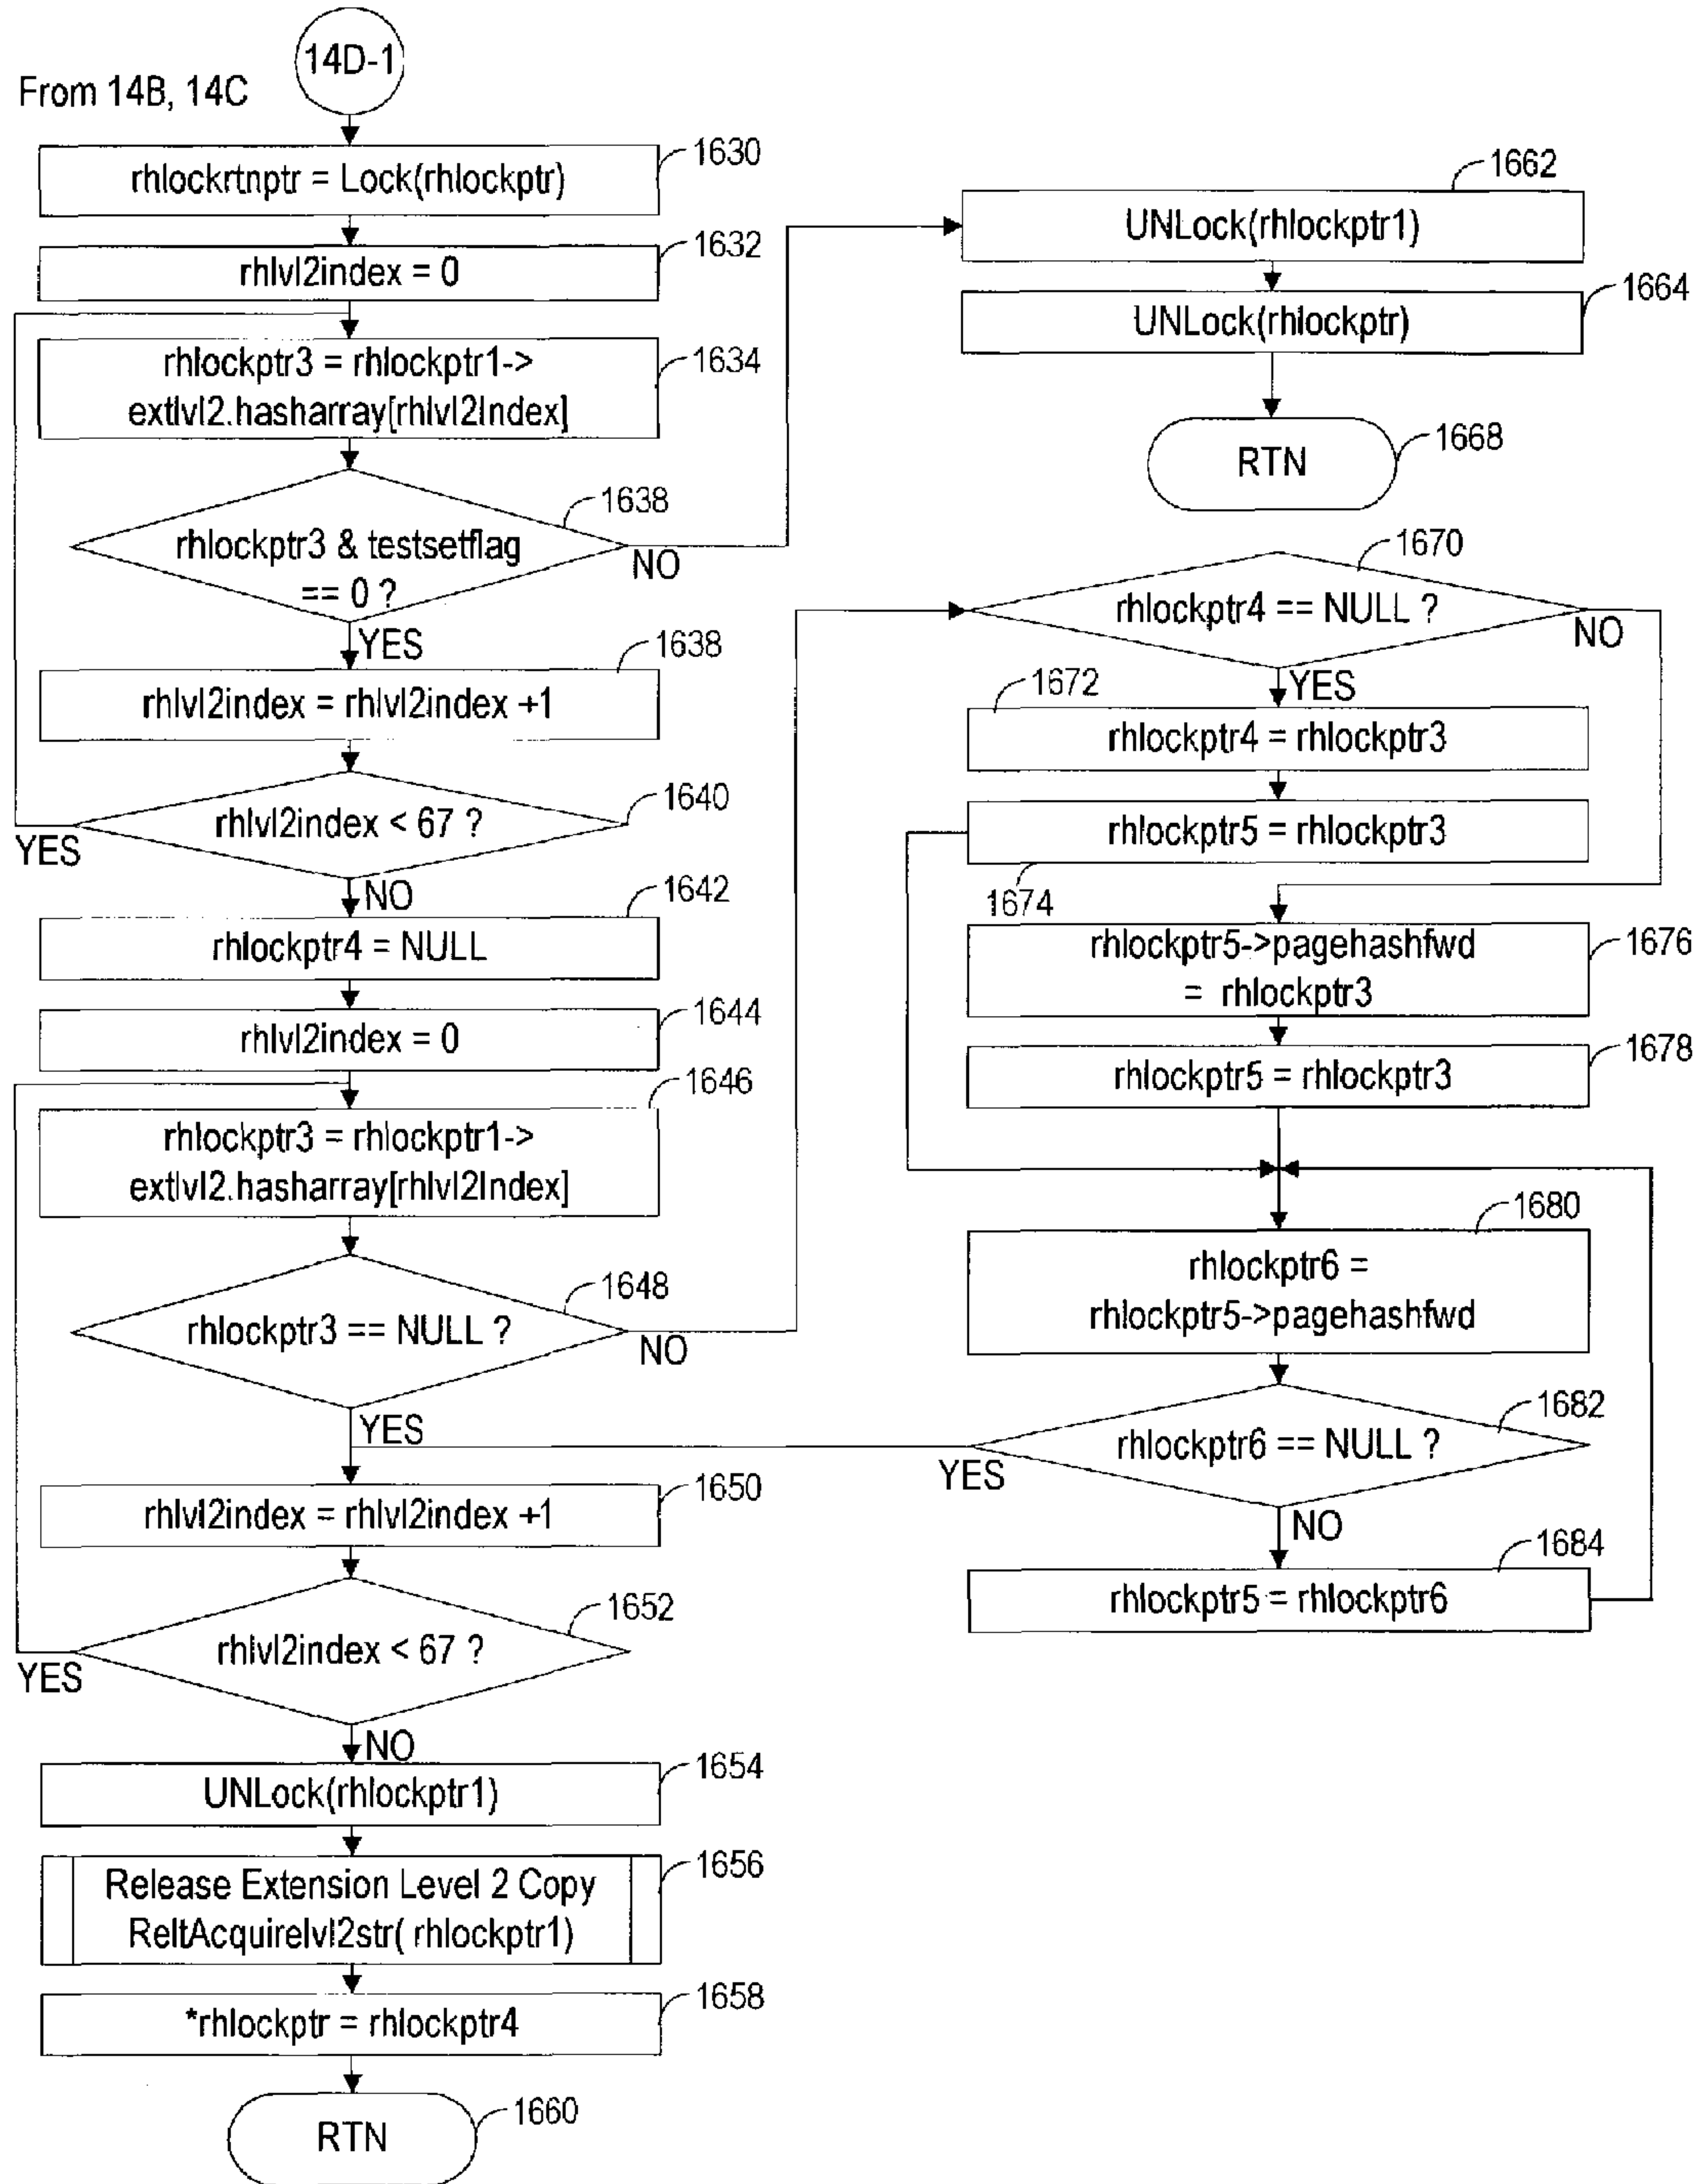 14D-1
From 14B, 14C
rhlockrtnptr = Lock(rhlockptr)
1630
rhlvl2index = 0
1632
rhlockptr3 = rhlockptr1->
extlvl2.hasharray[rhlvl2Index]
1634
rhlockptr3 & testsetflag
== 0 ?
1638
NO
YES
rhlvl2index = rhlvl2index +1
1638
rhlvl2index < 67 ?
1640
YES
NO
rhlockptr4 = NULL
1642
rhlvl2index = 0
1644
rhlockptr3 = rhlockptr1->
extlvl2.hasharray[rhlvl2Index]
1646
rhlockptr3 == NULL ?
1648
NO
YES
rhlvl2index = rhlvl2index +1
1650
rhlvl2index < 67 ?
1652
YES
NO
UNLock(rhlockptr1)
1654
Release Extension Level 2 Copy
ReltAcquirelvl2str( rhlockptr1)
1656
*rhlockptr = rhlockptr4
1658
RTN
1660
1662
UNLock(rhlockptr1)
1664
UNLock(rhlockptr)
RTN
1668
1670
rhlockptr4 == NULL ?
NO
YES
1672
rhlockptr4 = rhlockptr3
rhlockptr5 = rhlockptr3
1674
rhlockptr5->pagehashfwd
= rhlockptr3
1676
rhlockptr5 = rhlockptr3
1678
1680
rhlockptr6 =
rhlockptr5->pagehashfwd
1682
rhlockptr6 == NULL ?
YES
NO
1684
rhlockptr5 = rhlockptr6